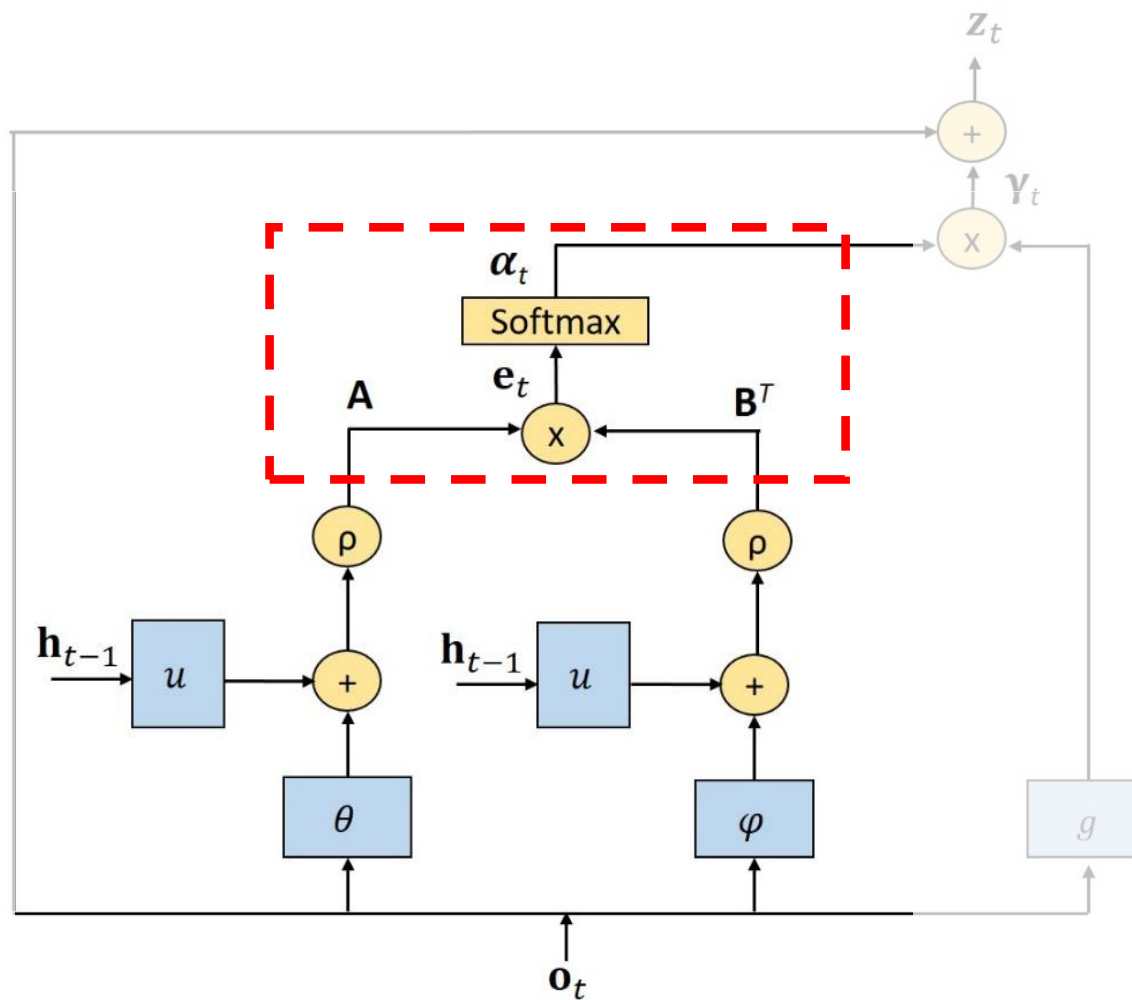 z_t
+
γ_t
x
α_t
Softmax
e_t
A
B^T
x
ρ
ρ
h_{t−1}
u
+
h_{t−1}
u
+
θ
φ
g
o_t